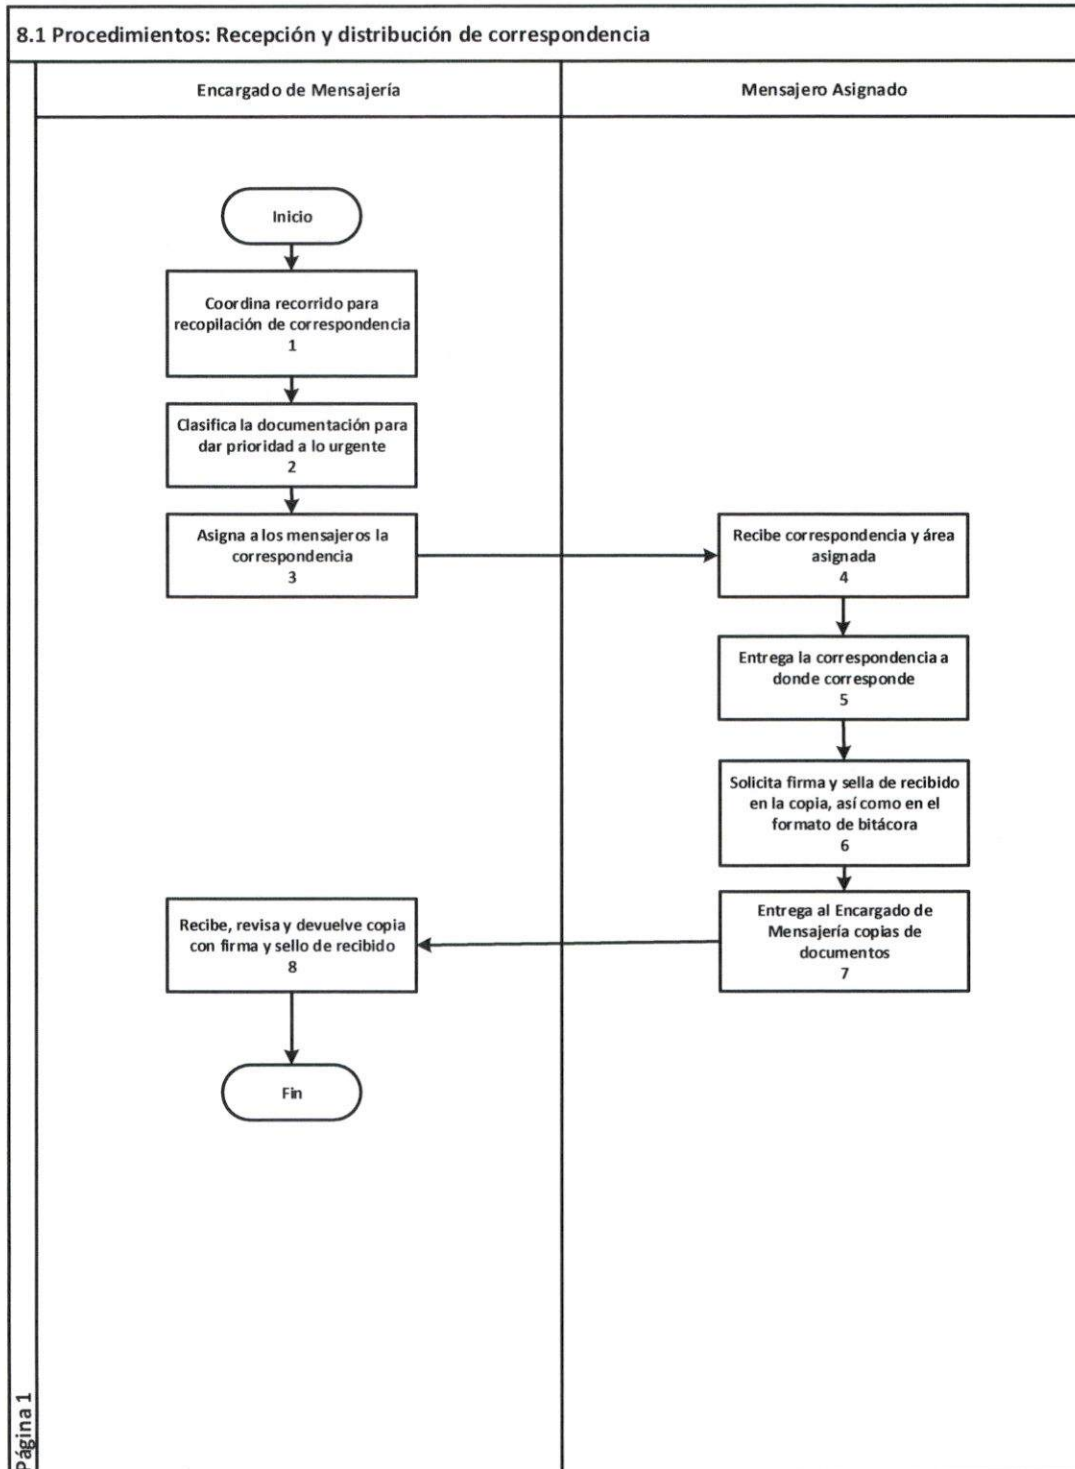 8.1 Procedimientos: Recepción y distribución de correspondencia
Encargado de Mensajería
Mensajero Asignado
Inicio
Coordina recorrido para
recopilación de correspondencia
1
Clasifica la documentación para
dar prioridad a lo urgente
2
Asigna a los mensajeros la
correspondencia
3
Recibe correspondencia y área
asignada
4
Entrega la correspondencia a
donde corresponde
5
Solicita firma y sella de recibido
en la copia, así como en el
formato de bitácora
6
Entrega al Encargado de
Mensajería copias de
documentos
7
Recibe, revisa y devuelve copia
con firma y sello de recibido
8
Fin
Página 1